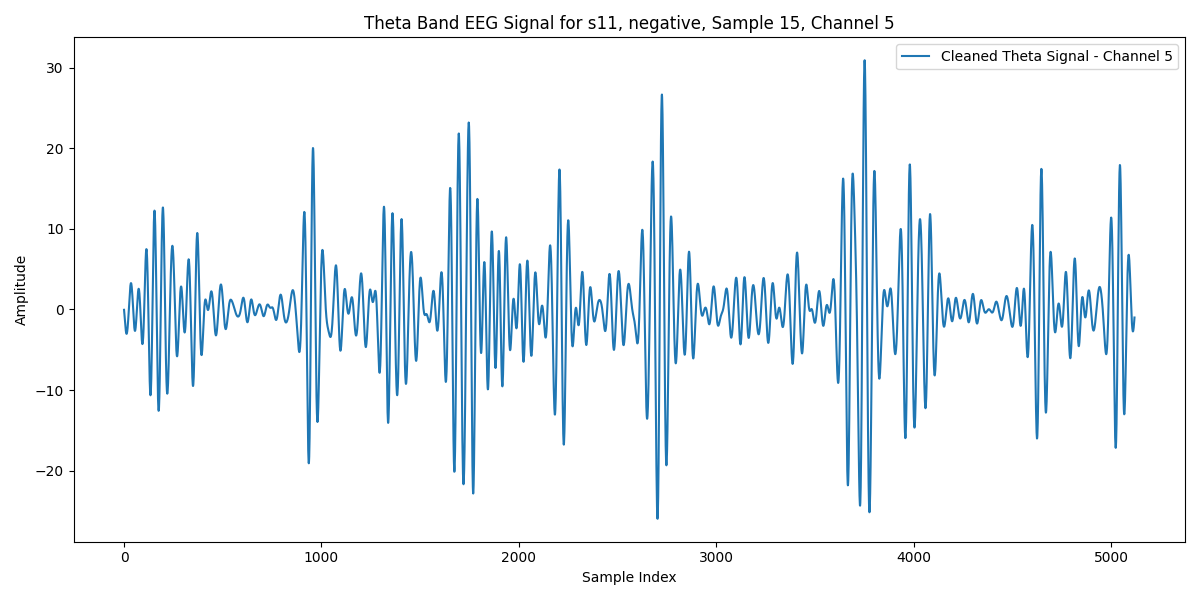 Theta Band EEG Signal for s11, negative, Sample 15, Channel 5
Cleaned Theta Signal - Channel 5
Amplitude
30
20
10
0
−10
−20
0 1000 2000 3000 4000 5000
Sample Index